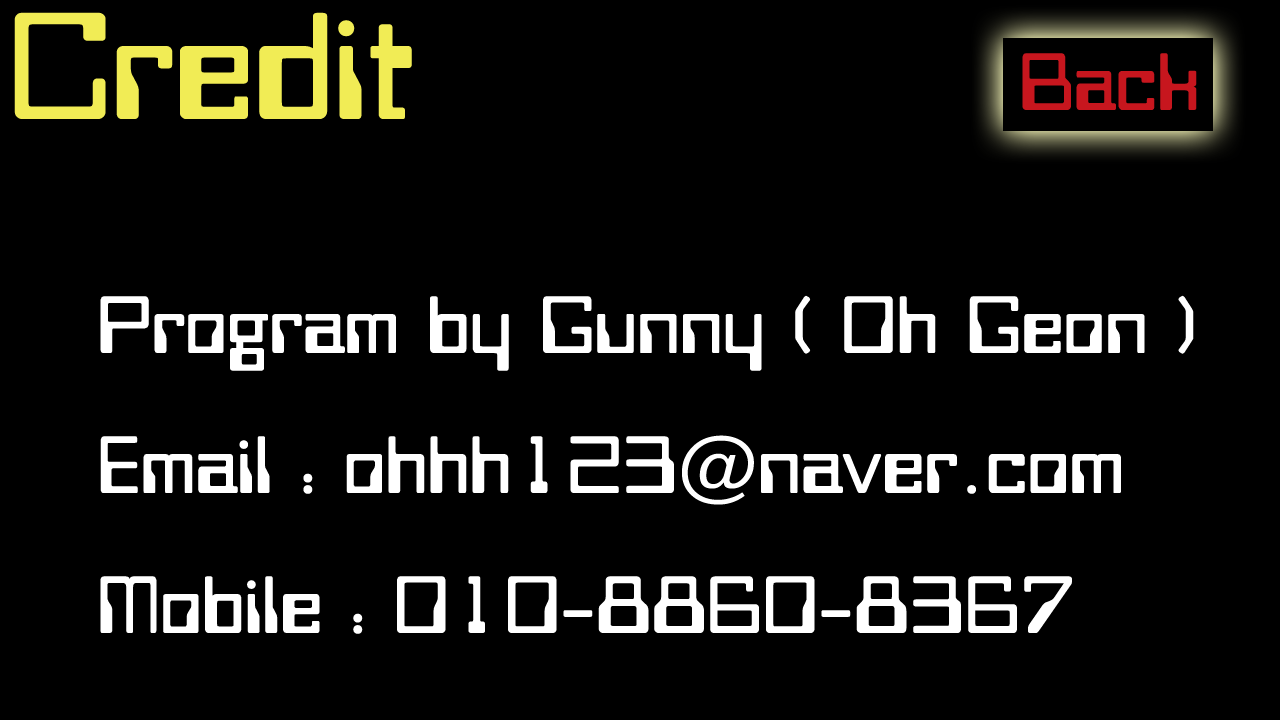 Credit
Back
Program by Gunny ( Oh Geon )
Email : ohhh123@naver.com
Mobile : 010-8860-8367